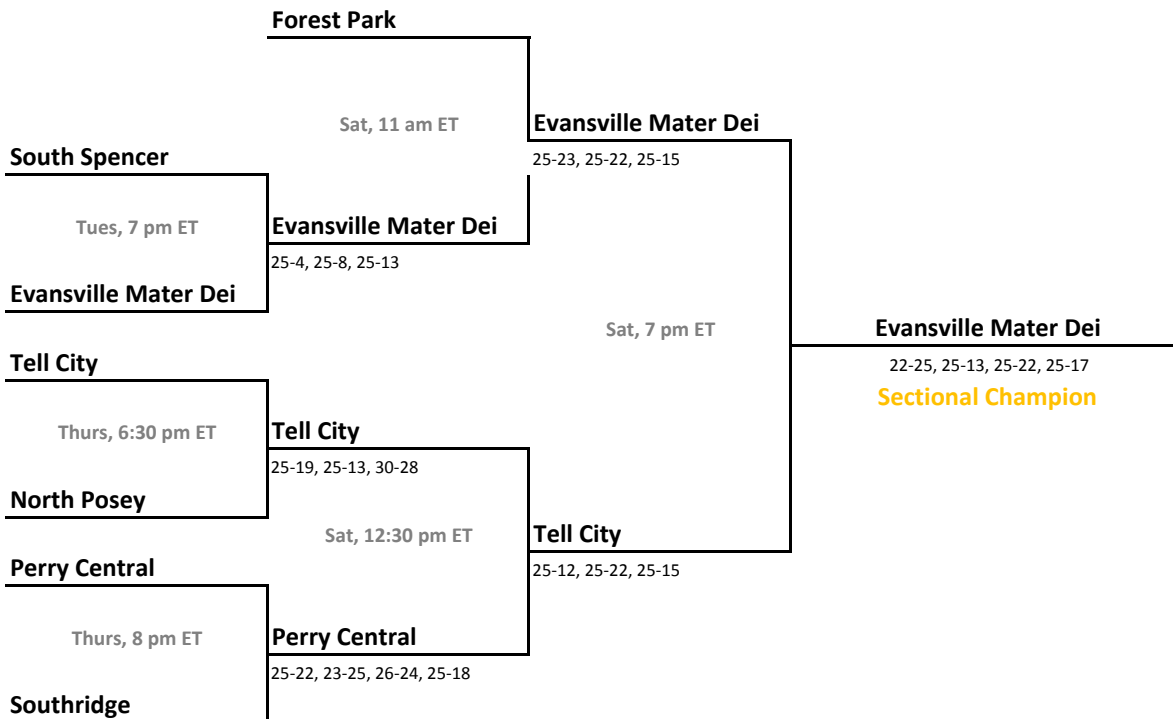 Forest Park
Sat, 11 am ET
Evansville Mater Dei
South Spencer
25-23, 25-22, 25-15
Tues, 7 pm ET
Evansville Mater Dei
25-4, 25-8, 25-13
Evansville Mater Dei
Sat, 7 pm ET
Evansville Mater Dei
Tell City
22-25, 25-13, 25-22, 25-17
Sectional Champion
Thurs, 6:30 pm ET
Tell City
25-19, 25-13, 30-28
North Posey
Sat, 12:30 pm ET
Tell City
Perry Central
25-12, 25-22, 25-15
Thurs, 8 pm ET
Perry Central
25-22, 23-25, 26-24, 25-18
Southridge